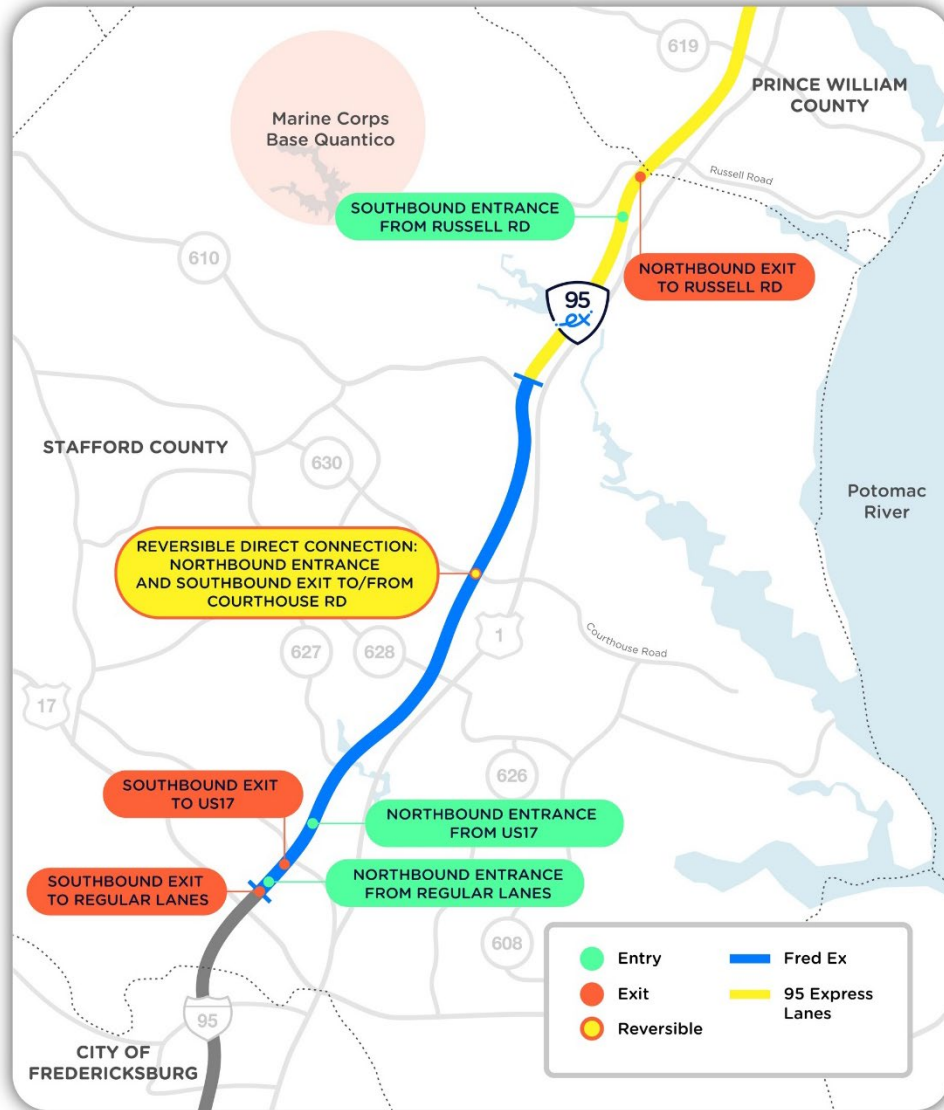 619
PRINCE WILLIAM
COUNTY
Marine Corps
Base Quantico
Russell Road
SOUTHBOUND ENTRANCE
FROM RUSSELL RD
610
NORTHBOUND EXIT
TO RUSSELL RD
95
ex
STAFFORD COUNTY
630
Potomac
River
REVERSIBLE DIRECT CONNECTION:
NORTHBOUND ENTRANCE
AND SOUTHBOUND EXIT TO/FROM
COURTHOUSE RD
1
Courthouse Road
627
628
17
626
SOUTHBOUND EXIT
TO US17
NORTHBOUND ENTRANCE
FROM US17
SOUTHBOUND EXIT
TO REGULAR LANES
NORTHBOUND ENTRANCE
FROM REGULAR LANES
608
95
CITY OF
FREDERICKSBURG
Entry
Exit
Reversible
Fred Ex
95 Express
Lanes